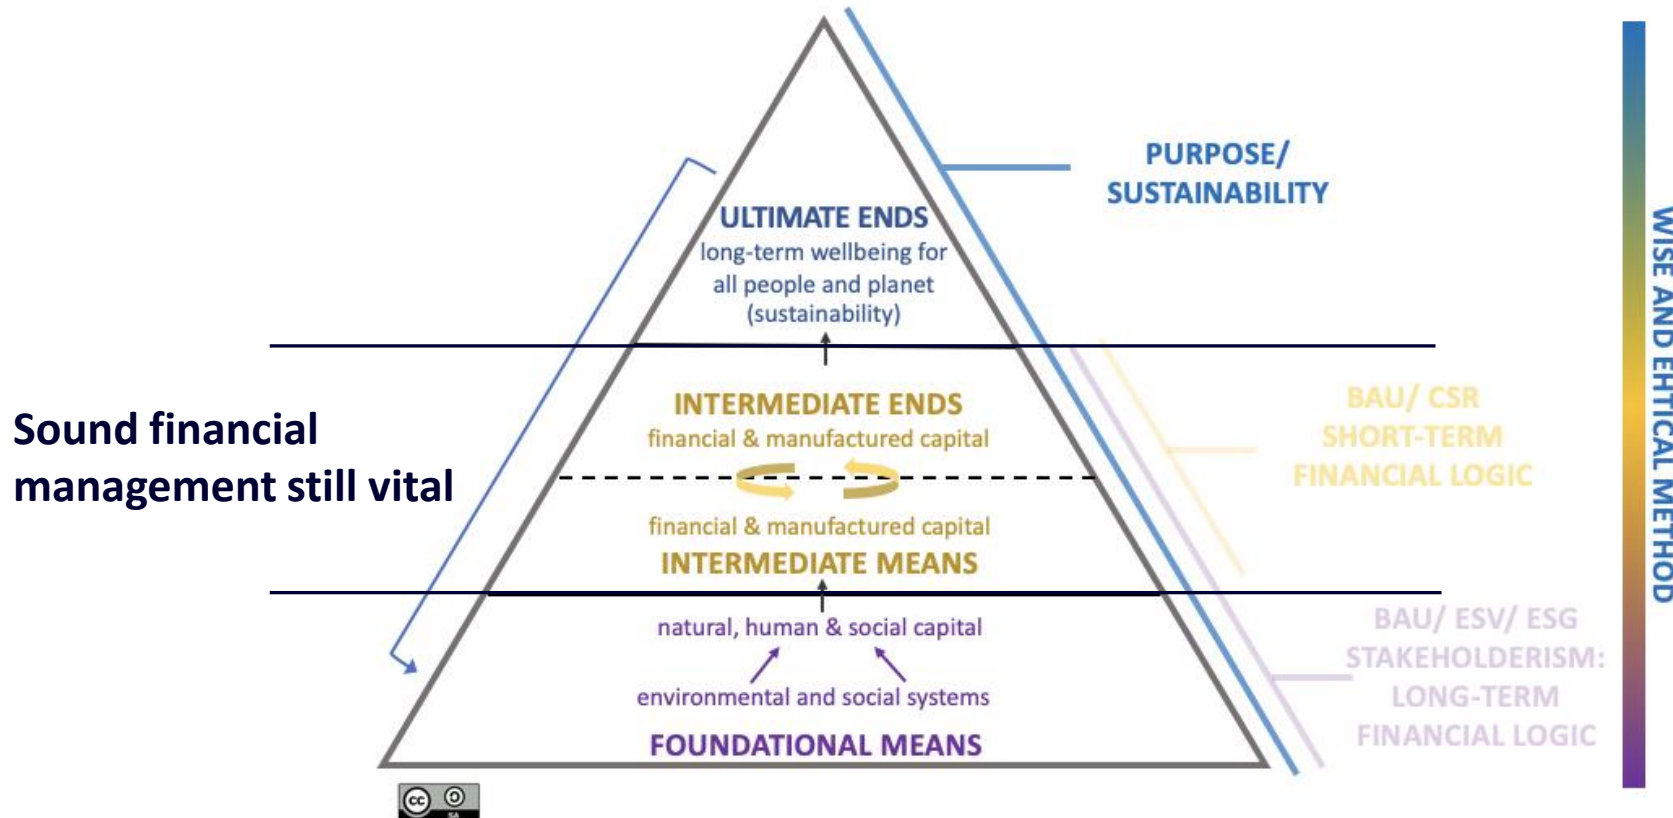 PURPOSE/
SUSTAINABILITY
ULTIMATE ENDS
long-term wellbeing for
all people and planet
(sustainability)
Sound financial
management still vital
INTERMEDIATE ENDS
financial & manufactured capital
financial & manufactured capital
INTERMEDIATE MEANS
BAU/ CSR
SHORT-TERM
FINANCIAL LOGIC
natural, human & social capital
environmental and social systems
FOUNDATIONAL MEANS
BAU/ ESV/ ESG
STAKEHOLDERISM:
LONG-TERM
FINANCIAL LOGIC
WISE AND EHTICAL METHOD
cc
SA